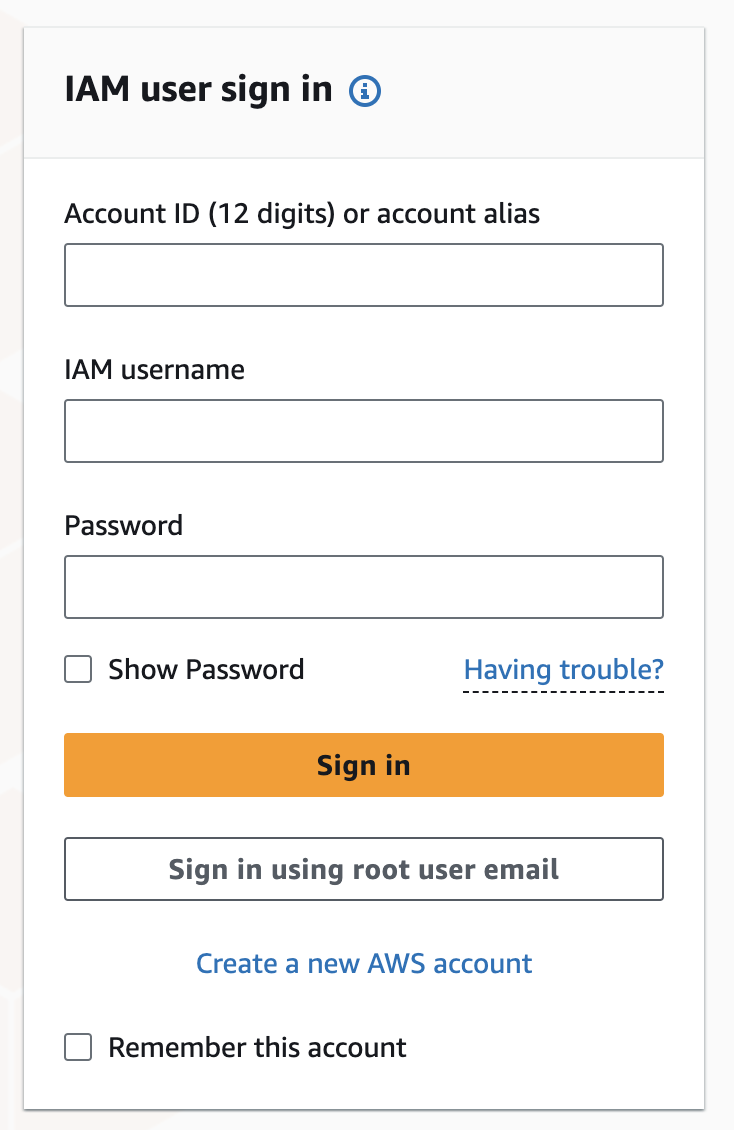 IAM user sign in
Account ID (12 digits) or account alias
IAM username
Password
Show Password
Having trouble?
Sign in
Sign in using root user email
Create a new AWS account
Remember this account